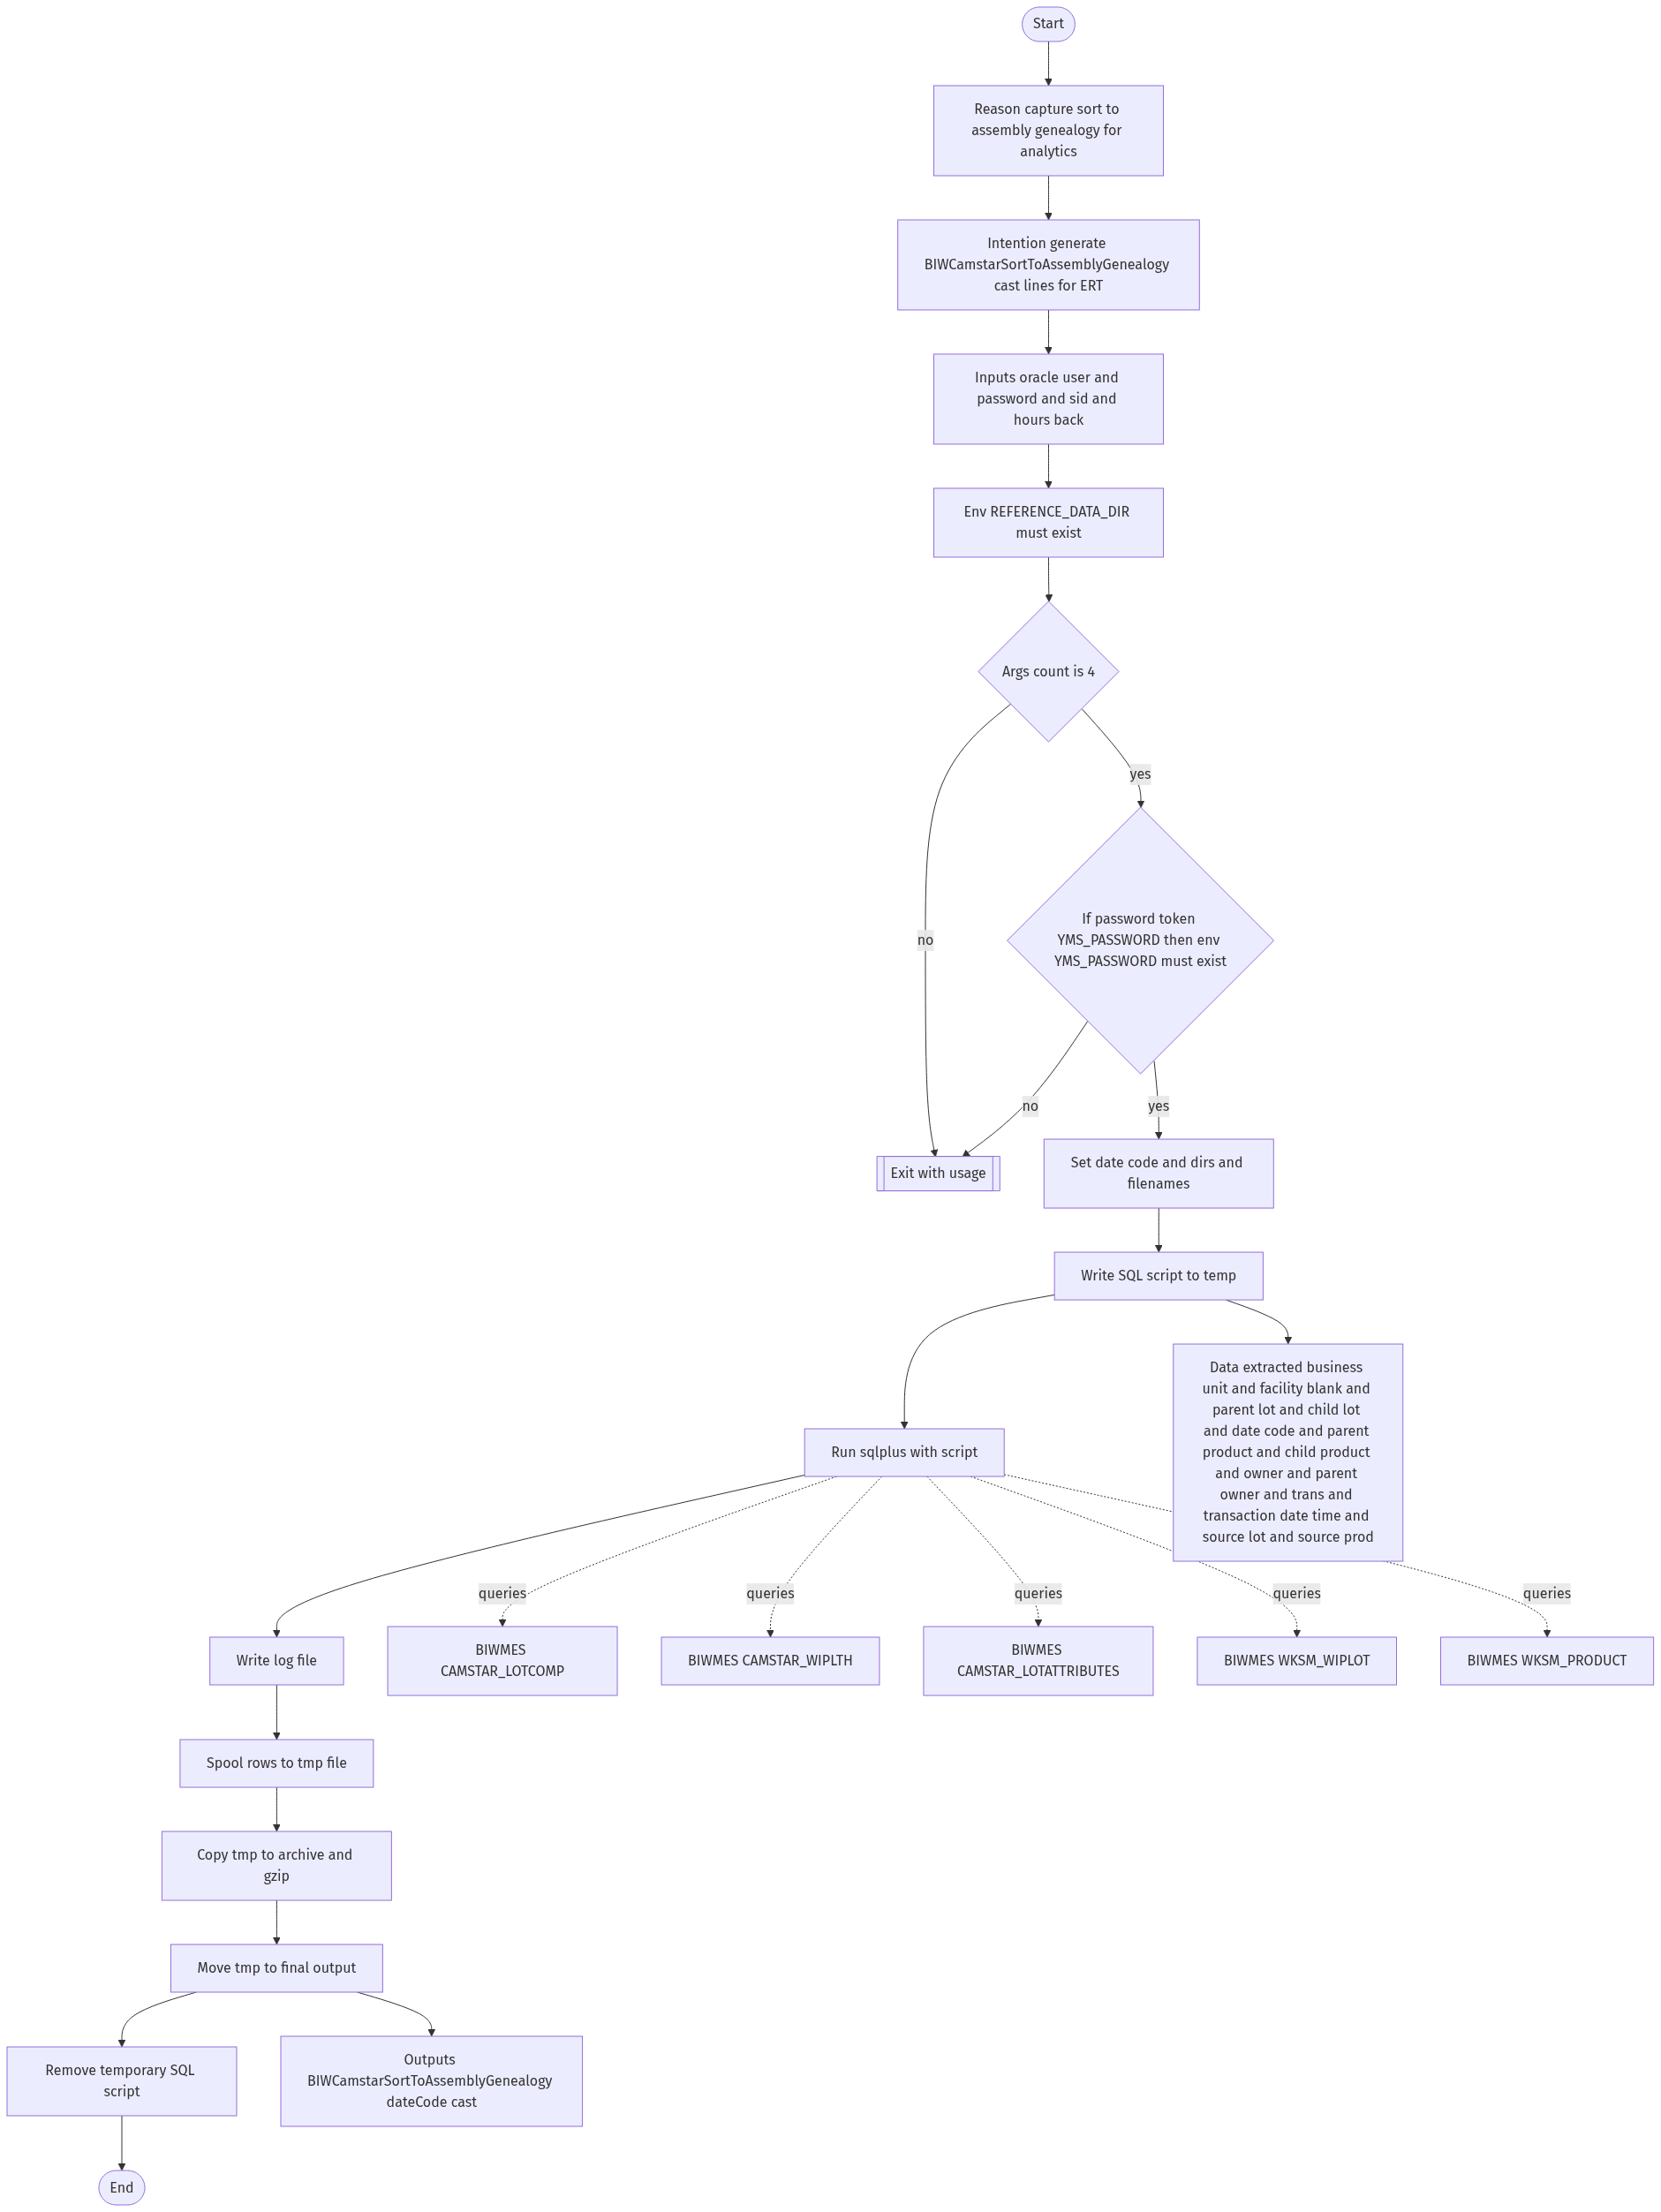 Start
Reason capture sort to
assembly genealogy for
analytics
Intention generate
BIWCamstarSortToAssemblyGenealogy
cast lines for ERT
Inputs oracle user and
password and sid and
hours back
Env REFERENCE_DATA_DIR
must exist
Args count is 4
yes
If password token
YMS_PASSWORD then env
YMS_PASSWORD must exist
no
no
yes
Exit with usage
Set date code and dirs and
filenames
Write SQL script to temp
Data extracted business
unit and facility blank and
parent lot and child lot
and date code and parent
product and child product
and owner and parent
owner and trans and
transaction date time and
source lot and source prod
Run sqlplus with script
queries
queries
queries
queries
queries
Write log file
BIWMES
CAMSTAR_LOTCOMP
BIWMES CAMSTAR_WIPLTH
BIWMES
CAMSTAR_LOTATTRIBUTES
BIWMES WKSM_WIPLOT
BIWMES WKSM_PRODUCT
Spool rows to tmp file
Copy tmp to archive and
gzip
Move tmp to final output
Remove temporary SQL
script
Outputs
BIWCamstarSortToAssemblyGenealogy
dateCode cast
End